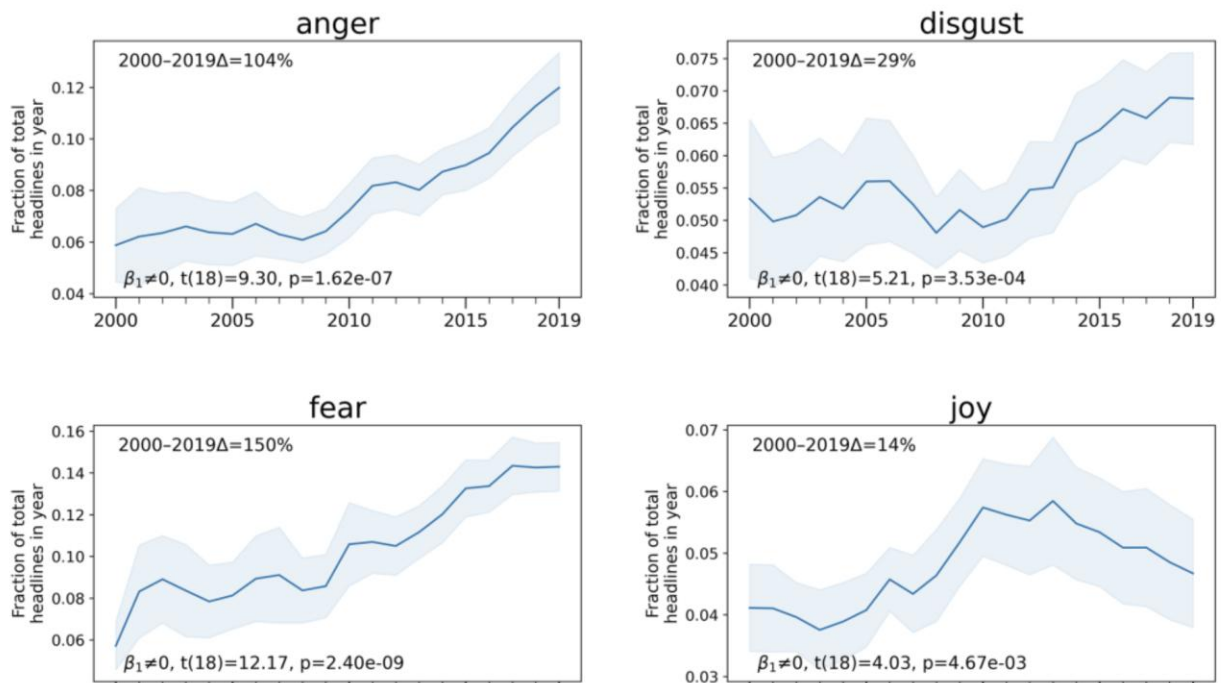 anger
2000–2019Δ=104%
Fraction of total
headlines in year
0.12
0.10
0.08
0.06
0.04
β₁≠0, t(18)=9.30, p=1.62e-07
2000 2005 2010 2015 2019
disgust
2000–2019Δ=29%
Fraction of total
headlines in year
0.075
0.070
0.065
0.060
0.055
0.050
0.045
0.040
β₁≠0, t(18)=5.21, p=3.53e-04
2000 2005 2010 2015 2019
fear
2000–2019Δ=150%
Fraction of total
headlines in year
0.16
0.14
0.12
0.10
0.08
0.06
β₁≠0, t(18)=12.17, p=2.40e-09
joy
2000–2019Δ=14%
Fraction of total
headlines in year
0.07
0.06
0.05
0.04
0.03
β₁≠0, t(18)=4.03, p=4.67e-03